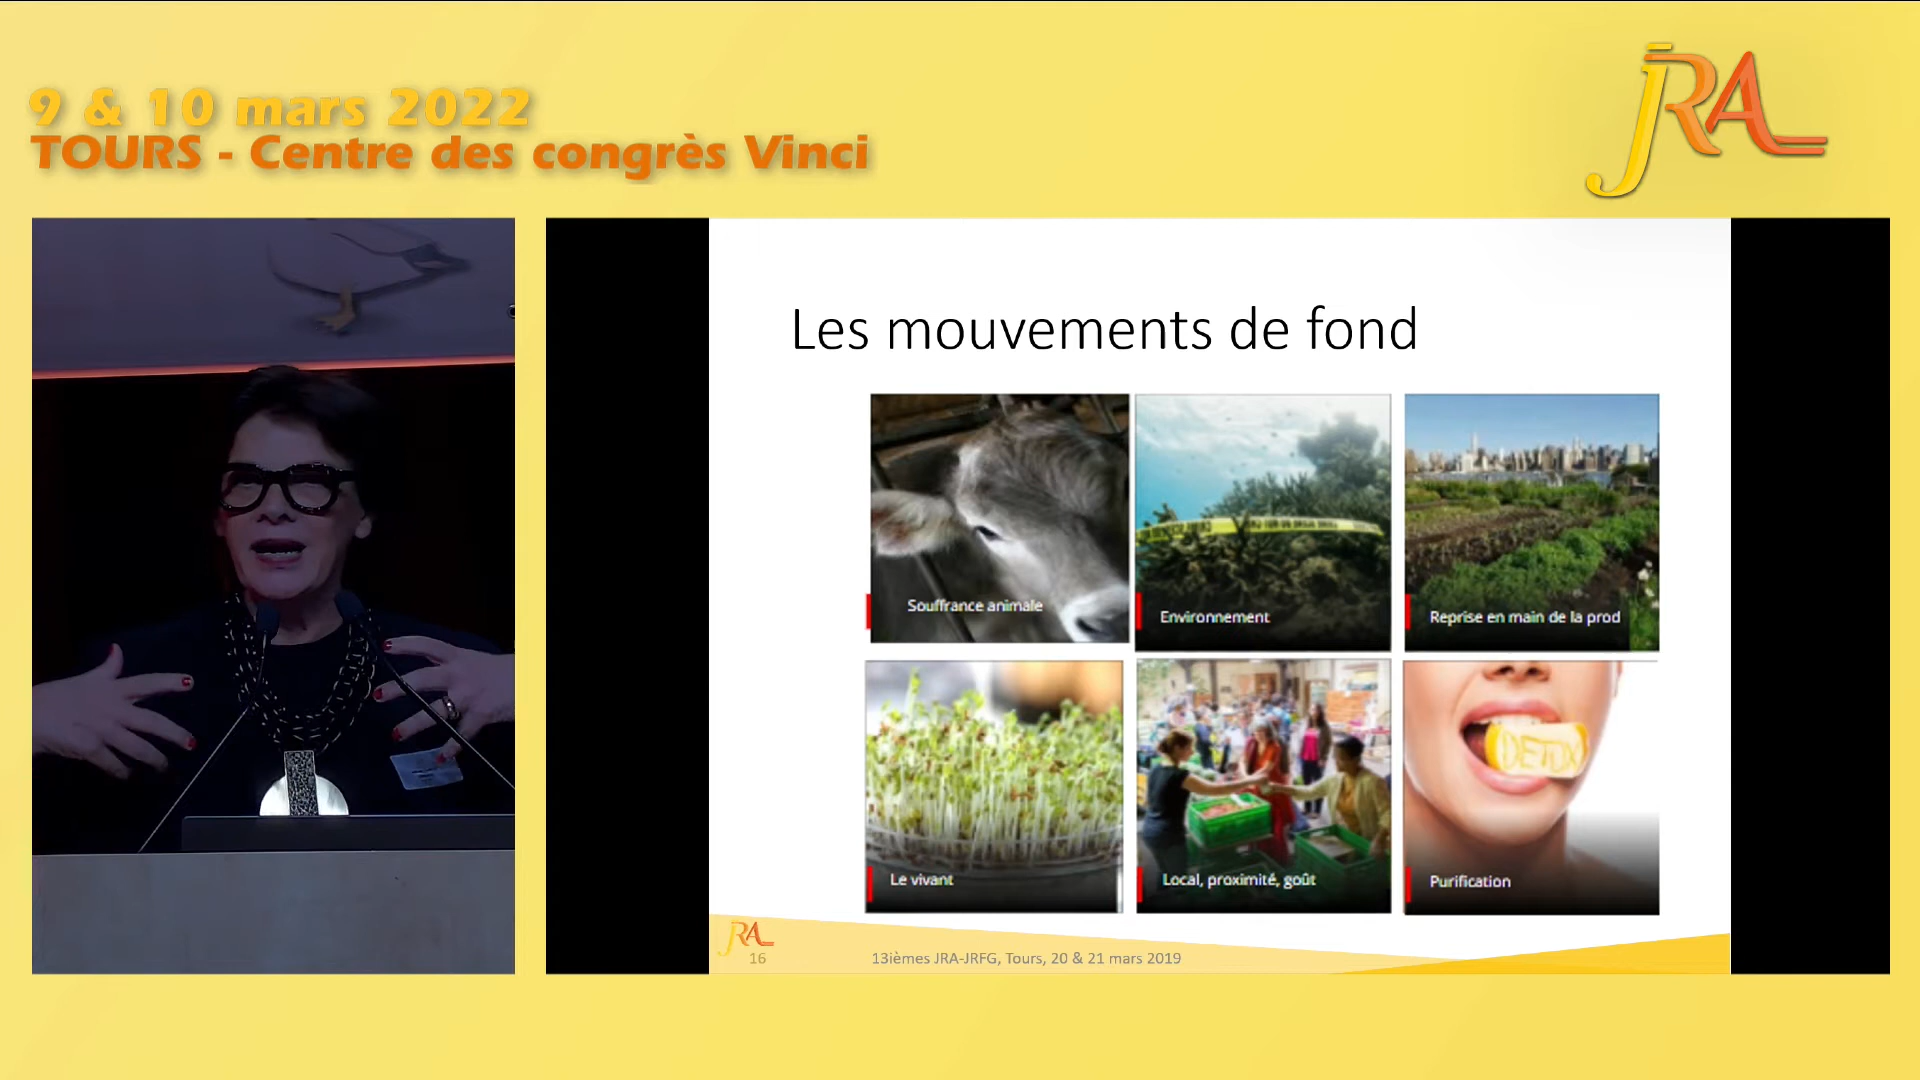 9 & 10 mars 2022
TOURS - Centre des congrès Vinci
JRA
Les mouvements de fond
Souffrance animale
Environnement
Reprise en main de la prod
Le vivant
Local, proximité, goût
DETOX
Purification
JRA
16
13ièmes JRA-JRFG, Tours, 20 & 21 mars 2019